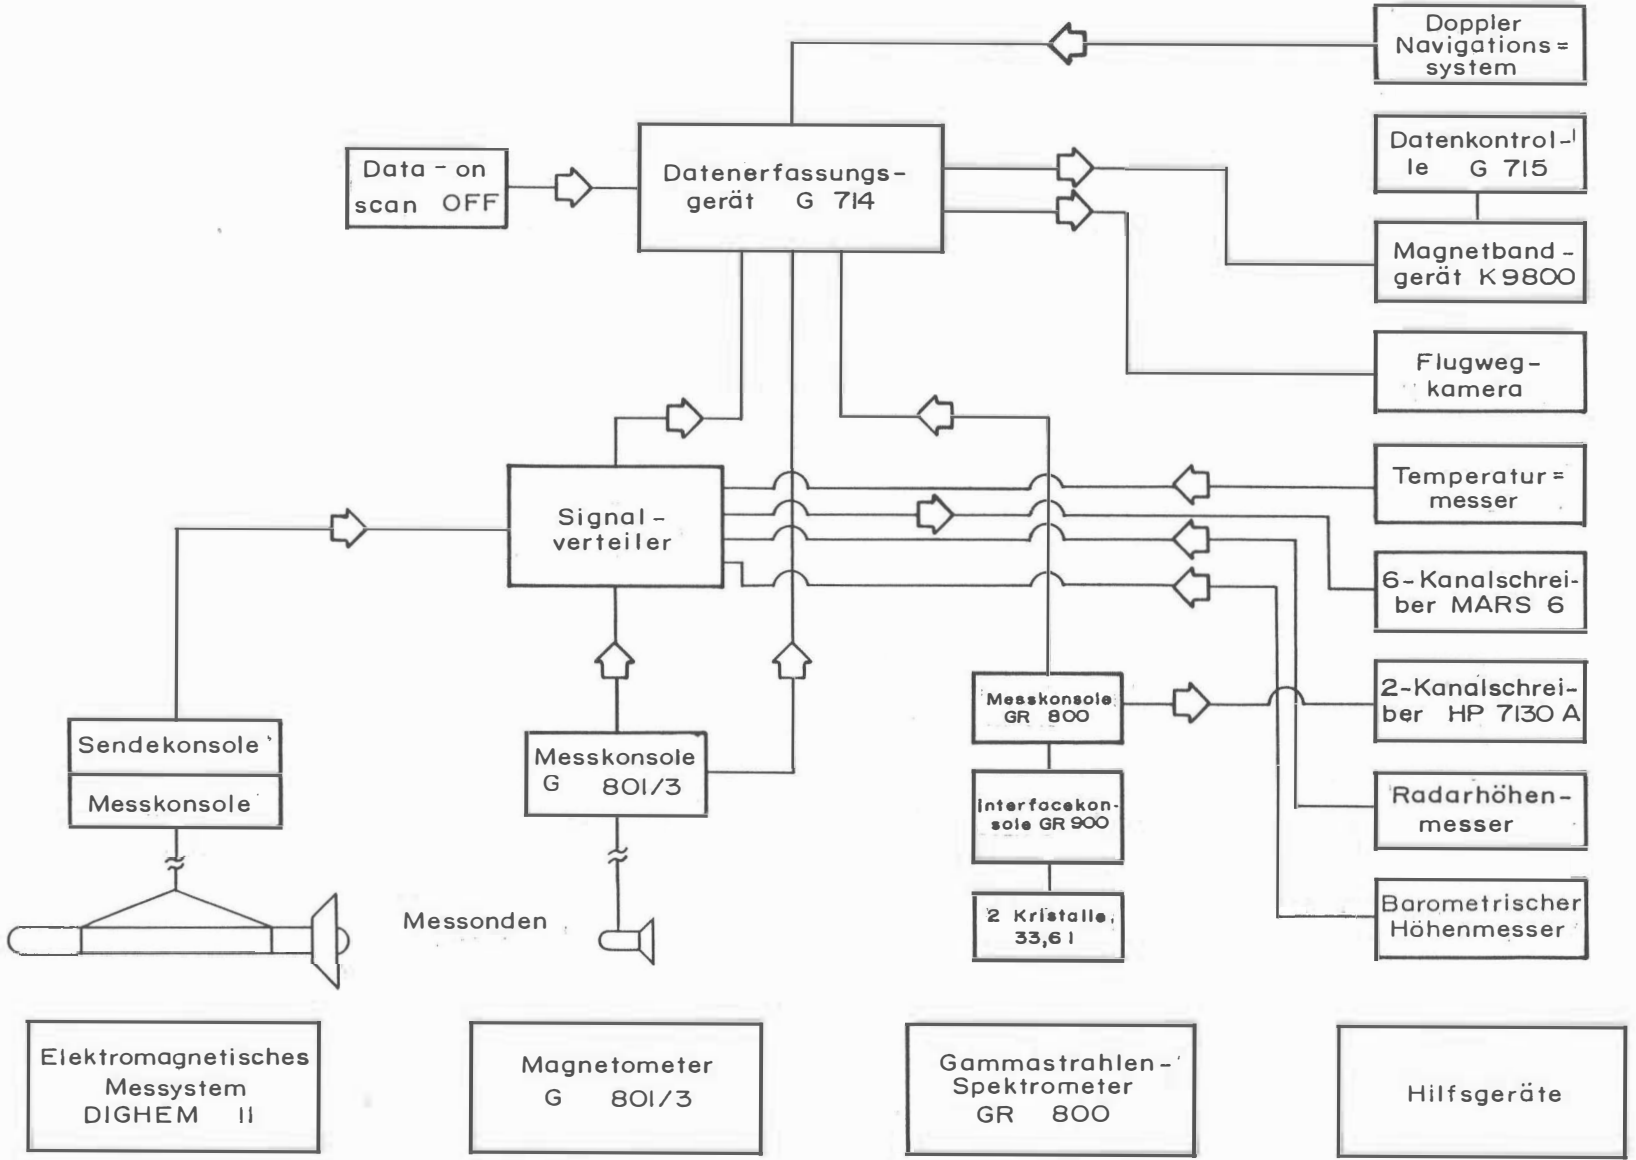 Doppler
Navigations=
system
Datenkontrol-
le G 715
Data - on
scan OFF
Datenerfassungs-
gerät G 714
Magnetband-
gerät K 9800
Flugweg-
kamera
Temperatur=
messer
Signal-
verteiler
6-Kanalschrei-
ber MARS 6
2-Kanalschrei-
ber HP 7130 A
Messkonsole
GR 800
Sendekonsole
Messkonsole
Messkonsole
G 801/3
Interfacekon-
sole GR 900
Radarhöhen-
messer
2 Kristalle,
33,6 l
Barometrischer
Höhenmesser
Messonden
Elektromagnetisches
Messystem
DIGHEM II
Magnetometer
G 801/3
Gammastrahlen-
Spektrometer
GR 800
Hilfsgeräte